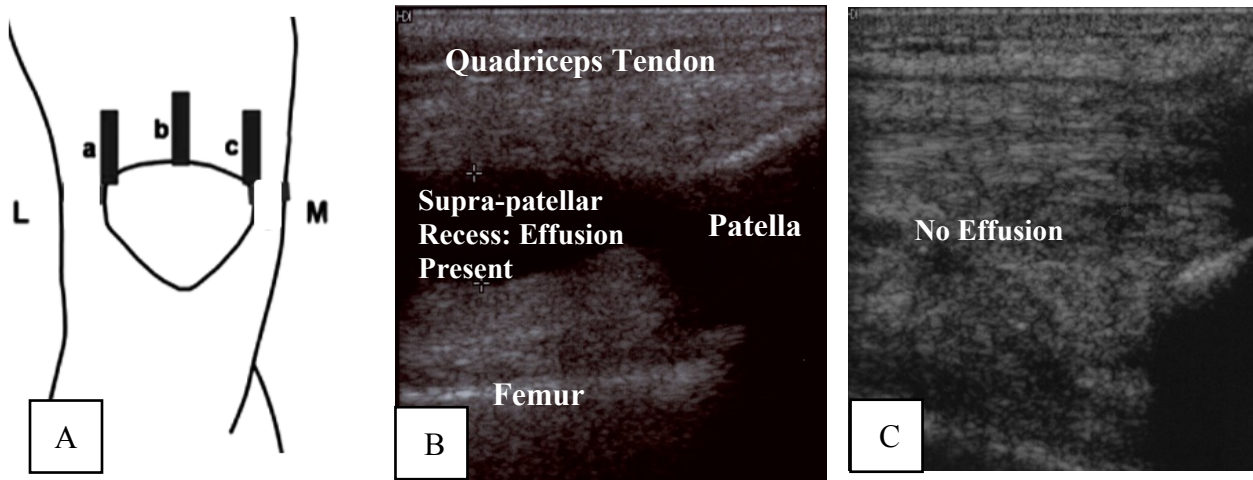 a
b
c
L
M
A
HDI
Quadriceps Tendon
Supra-patellar
Recess: Effusion
Present
Patella
Femur
B
No Effusion
C